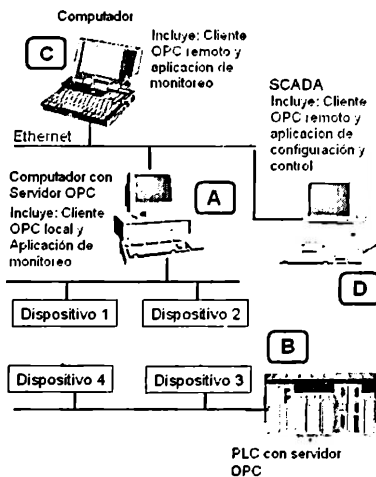 Computador
C
Incluye: Cliente
OPC remoto y
aplicacion de
monitoreo
SCADA
Incluye: Cliente
OPC remoto y
aplicacion de
configuración y
control
Ethernet
Computador con
Servidor OPC
Incluye: Cliente
OPC local y
Aplicación de
monitoreo
A
D
Dispositivo 1
Dispositivo 2
B
Dispositivo 4
Dispositivo 3
PLC con servidor
OPC